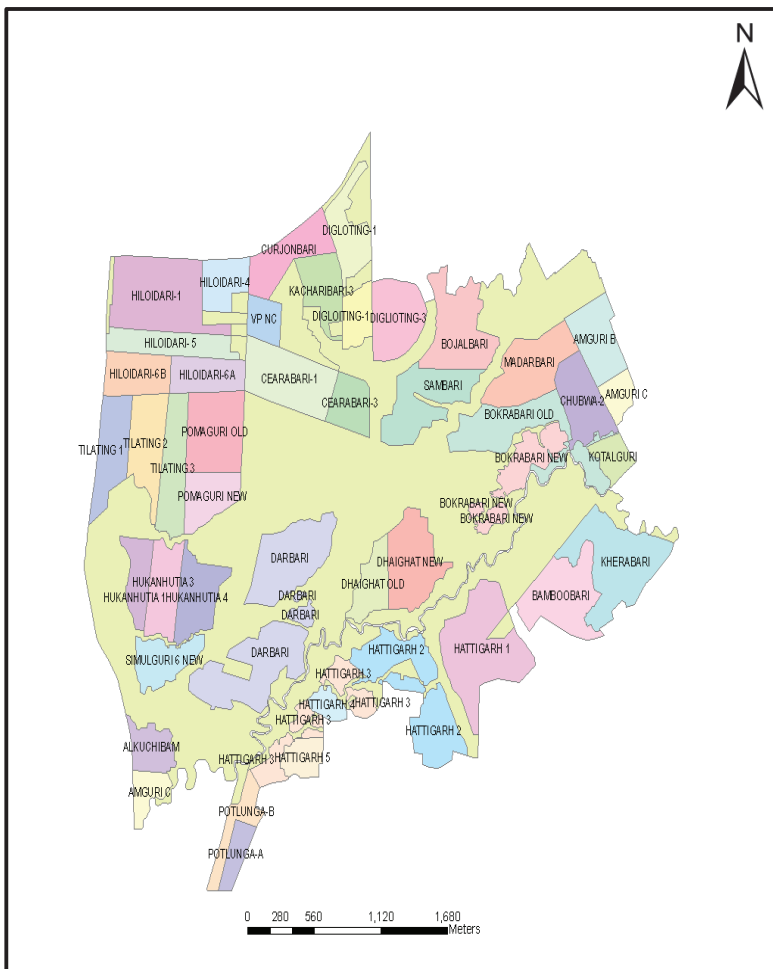 N
DIGLOTING-1
CURJONBARI
HILOIDARI-4
HILOIDARI-1
KACHARIBARI-3
VP NC
DIGLOITING-1
DIGLIOTING-3
BOJALBARI
AMGURI B
HILOIDARI- 5
MADARBARI
HILOIDARI-6B
HILOIDARI-6A
CEARABARI-1
SAMBARI
AMGURI C
CEARABARI-3
CHUBWA-2
BOKRABARI OLD
TILATING 2
TILATING 1
POMAGURI OLD
BOKRABARI NEW
KOTALGURI
TILATING 3
POMAGURI NEW
BOKRABARI NEW
BOKRABARI NEW
DARBARI
DHAIGHAT NEW
KHERABARI
HUKANHUTIA 3
DHAIGHAT OLD
HUKANHUTIA 1
HUKANHUTIA 4
DARBARI
BAMBOOBARI
DARBARI
HATTIGARH 2
HATTIGARH 1
DARBARI
SIMULGURI 6 NEW
HATTIGARH 3
HATTIGARH 4
HATTIGARH 3
HATTIGARH 3
HATTIGARH 2
ALKUCHIBAM
HATTIGARH 3
HATTIGARH 5
AMGURI C
POTLUNGA-B
POTLUNGA-A
0 280 560 1,120 1,680
Meters